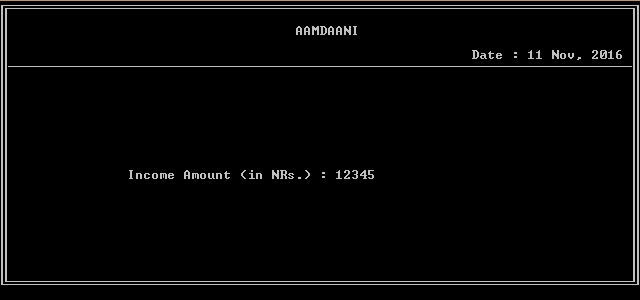 AAMDAANI
Date : 11 Nov, 2016
Income Amount (in NRs.) : 12345